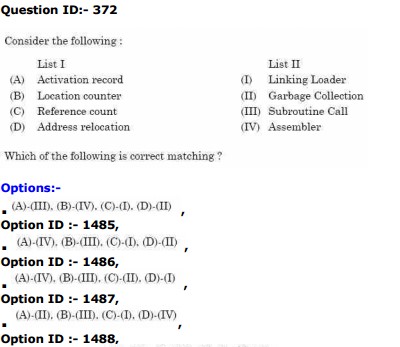 Question ID:- 372
Consider the following :
List I List II
(A) Activation record (I) Linking Loader
(B) Location counter (II) Garbage Collection
(C) Reference count (III) Subroutine Call
(D) Address relocation (IV) Assembler
Which of the following is correct matching ?
Options:-
(A)-(III), (B)-(IV), (C)-(I), (D)-(II) ,
Option ID :- 1485,
(A)-(IV), (B)-(III), (C)-(I), (D)-(II) ,
Option ID :- 1486,
(A)-(IV), (B)-(III), (C)-(II), (D)-(I) ,
Option ID :- 1487,
(A)-(II), (B)-(III), (C)-(I), (D)-(IV) ,
Option ID :- 1488,